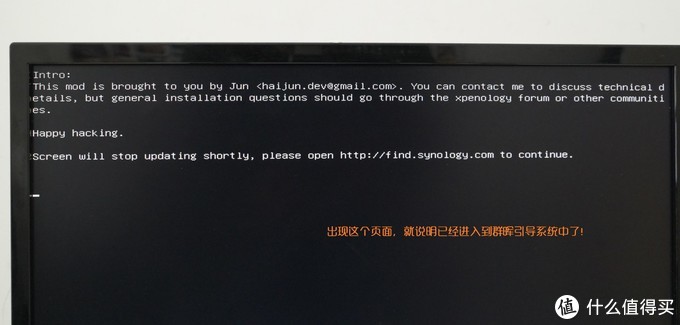 Intro:
This mod is brought to you by Jun <haijun.dev@gmail.com>. You can contact me to discuss technical d
etails, but general installation questions should go through the xpenology forum or other communiti
es.
Happy hacking.
Screen will stop updating shortly, please open http://find.synology.com to continue.
出现这个页面，就说明已经进入到群晖引导系统中了!
值 什么值得买